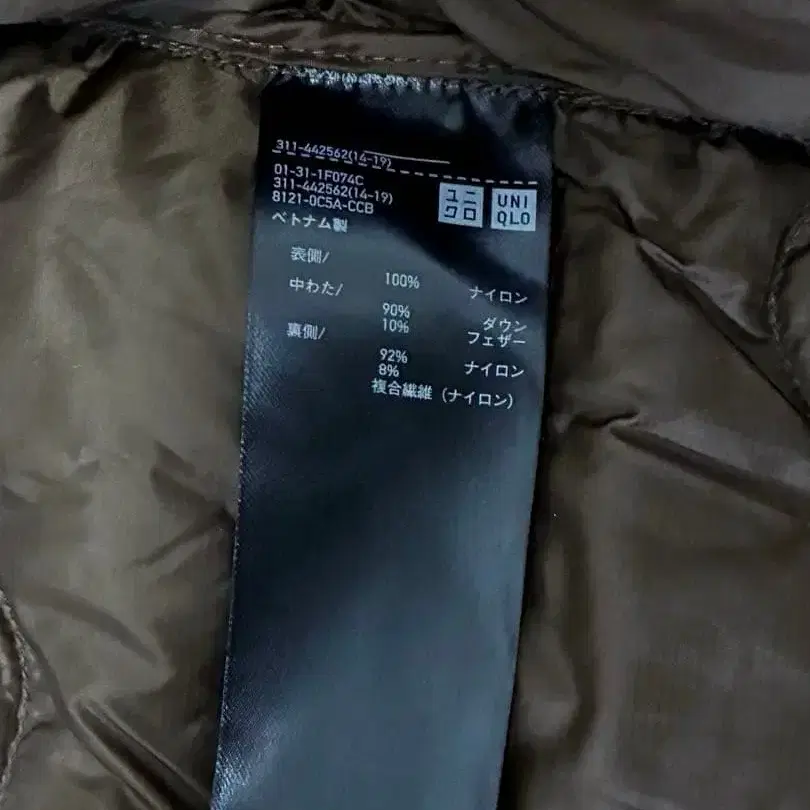 311-442562(14-19)
01-31-1F074C
311-442562(14-19)
8121-0C5A-CCB
ユニ
クロ
UNI
QLO
ベトナム製
表側/
100% ナイロン
中わた/
90% ダウン
10% フェザー
裏側/
92% ナイロン
8%
複合繊維 (ナイロン)